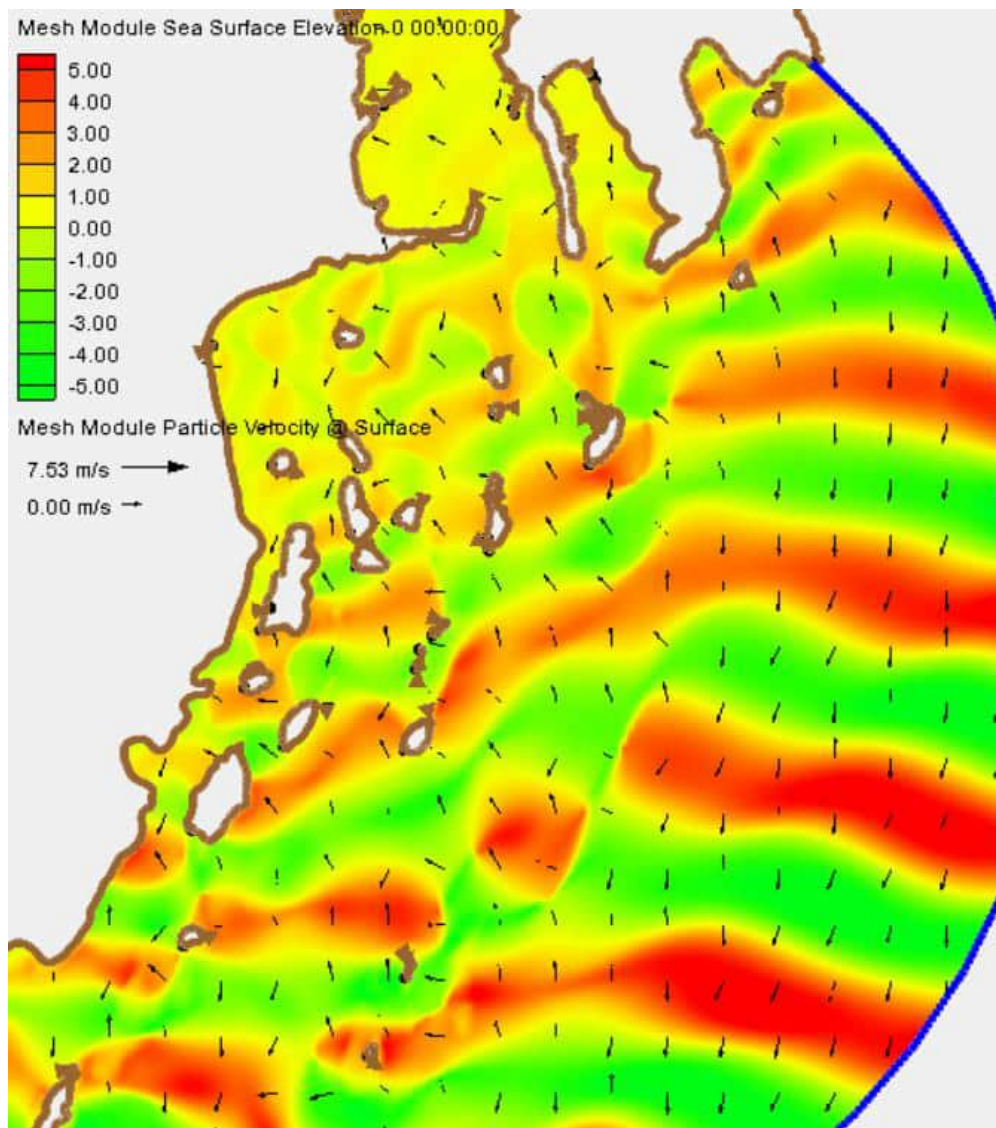 Mesh Module Sea Surface Elevation 0 00:00:00
5.00
4.00
3.00
2.00
1.00
0.00
-1.00
-2.00
-3.00
-4.00
-5.00
Mesh Module Particle Velocity @ Surface
7.53 m/s
0.00 m/s